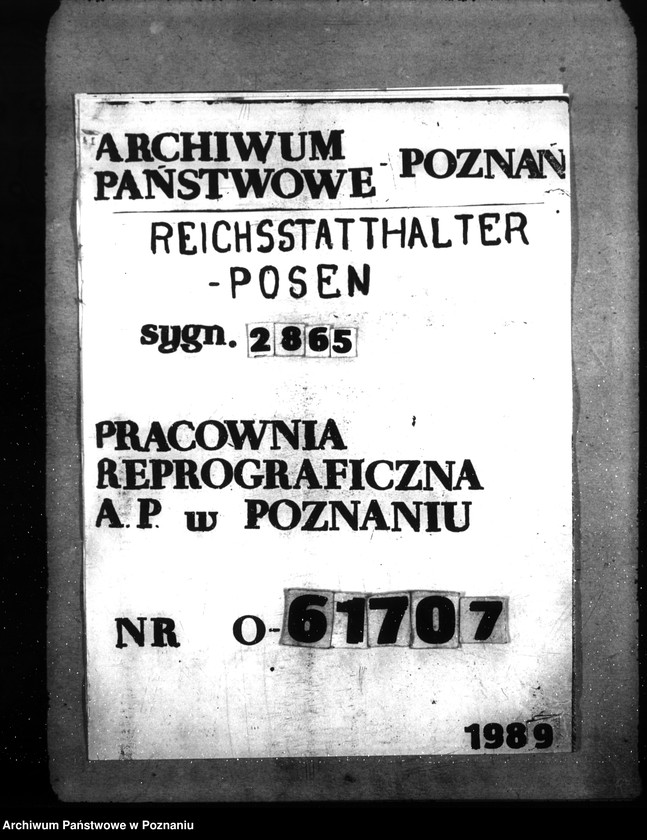 ARCHIWUM
PAŃSTWOWE - POZNAŃ
REICHSSTATTHALTER
-POSEN
sygn. 2865
PRACOWNIA
REPROGRAFICZNA
A.P. w POZNANIU
NR O-61707
1989
Archiwum Państwowe w Poznaniu